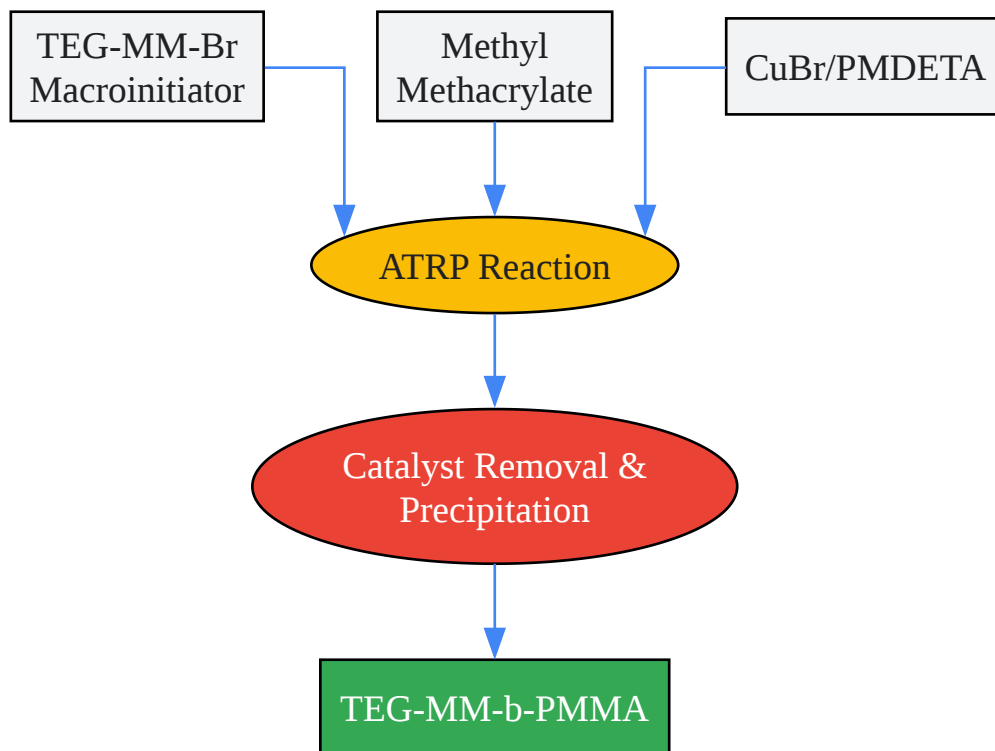 TEG-MM-Br
Macroinitiator
Methyl
Methacrylate
CuBr/PMDETA
ATRP Reaction
Catalyst Removal &
Precipitation
TEG-MM-b-PMMA